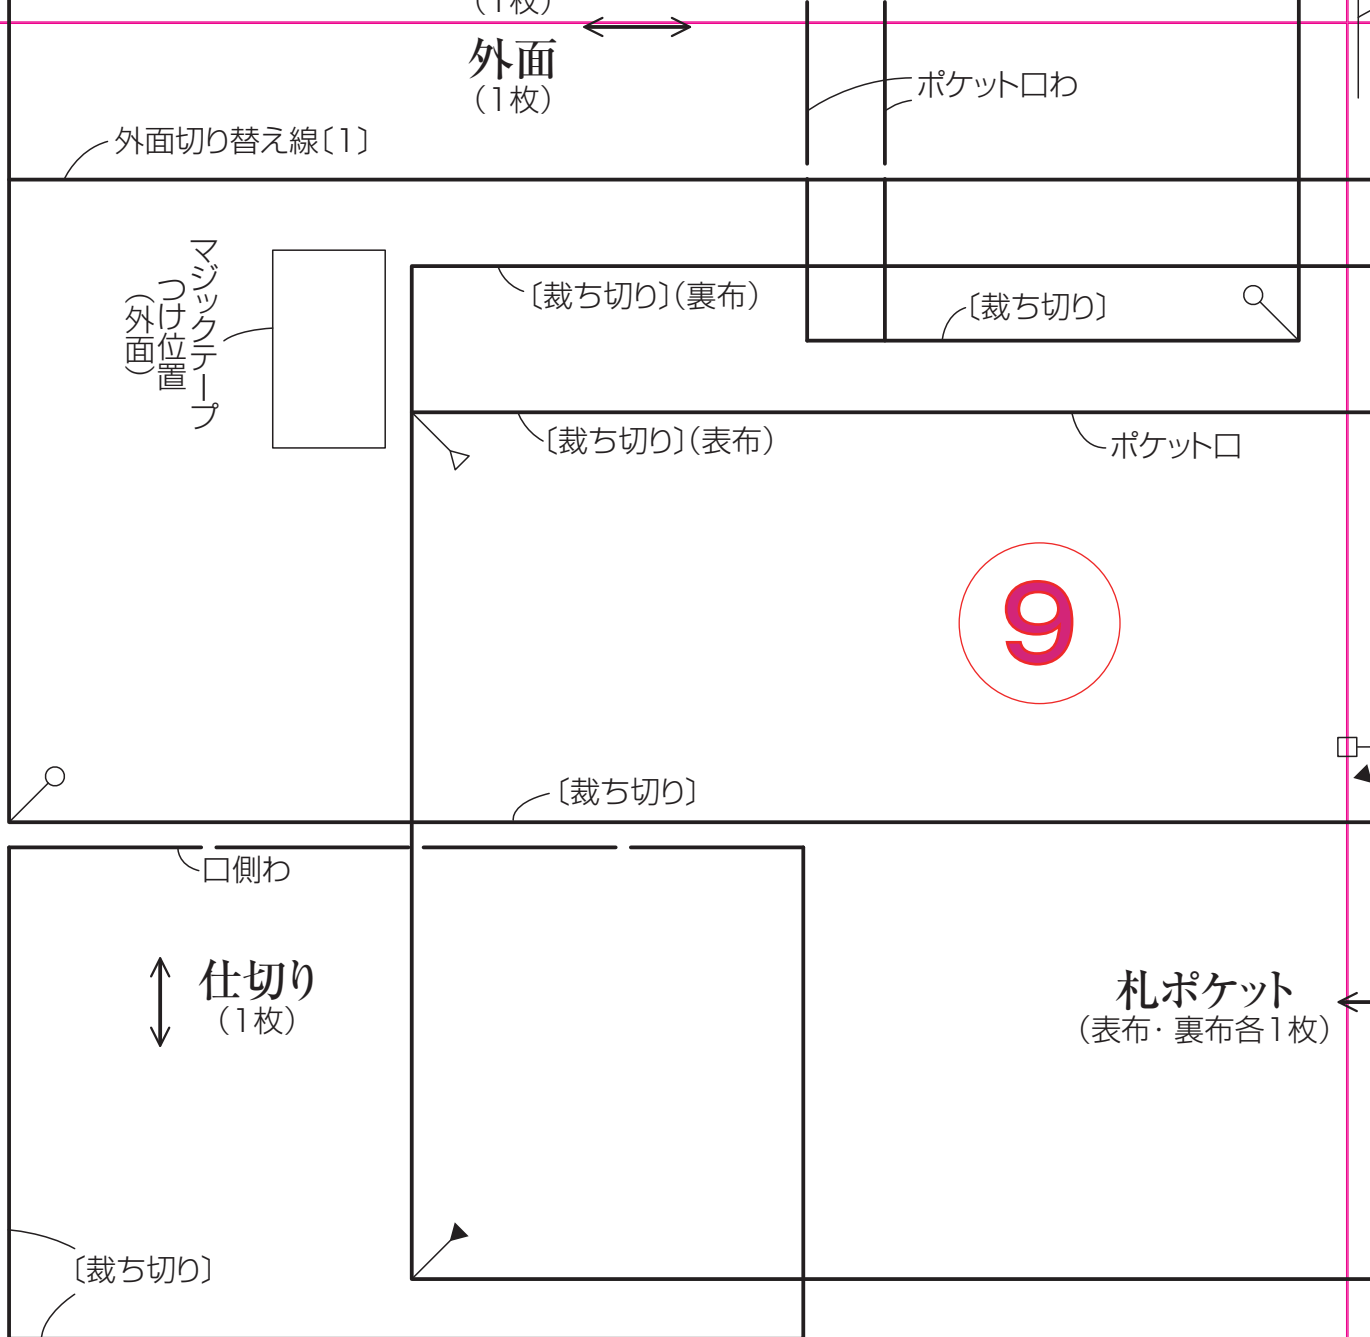 (1枚)
外面
(1枚)
ポケット口わ
外面切り替え線〔1〕
マジックテープ
つけ位置
(外面)
〔裁ち切り〕(裏布)
〔裁ち切り〕
〔裁ち切り〕(表布)
ポケット口
9
〔裁ち切り〕
口側わ
仕切り
(1枚)
札ポケット
(表布・裏布各1枚)
〔裁ち切り〕